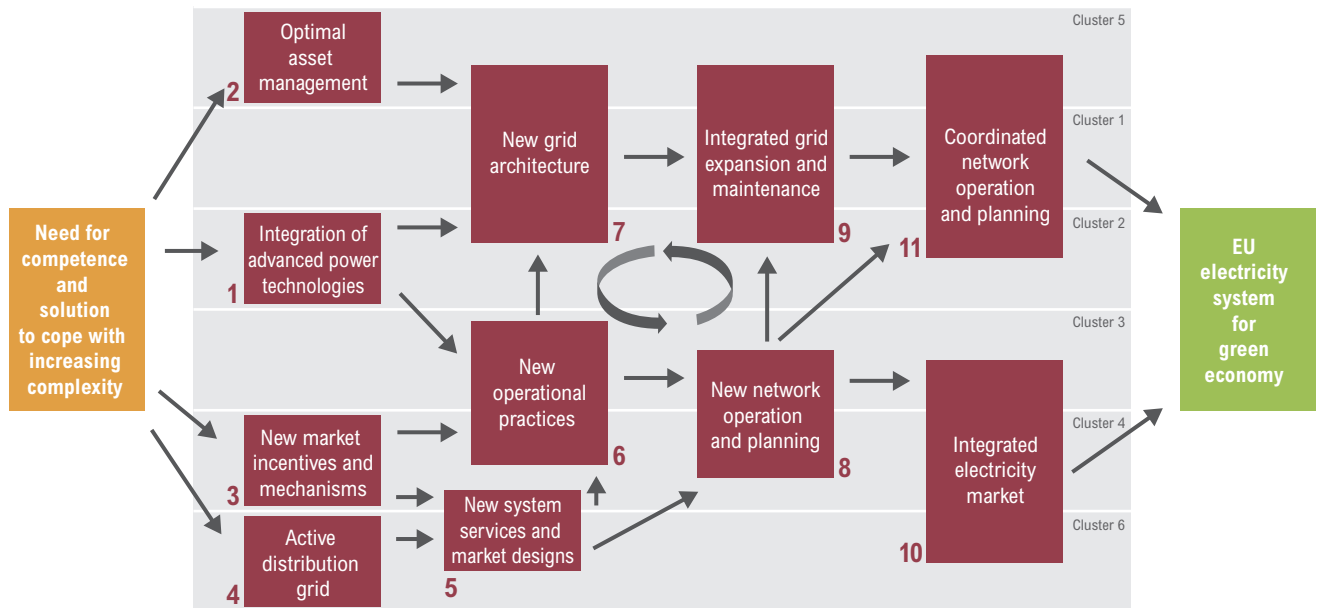 Need for
competence
and
solution
to cope with
increasing
complexity
Cluster 5
Optimal
asset
management
2
Cluster 1
New grid
architecture
7
Integrated grid
expansion and
maintenance
9
Coordinated
network
operation
and planning
11
Cluster 2
Integration of
advanced power
technologies
1
Cluster 3
New
operational
practices
6
New network
operation
and planning
8
Cluster 4
New market
incentives and
mechanisms
3
New system
services and
market designs
5
Integrated
electricity
market
10
Cluster 6
Active
distribution
grid
4
EU
electricity
system
for
green
economy